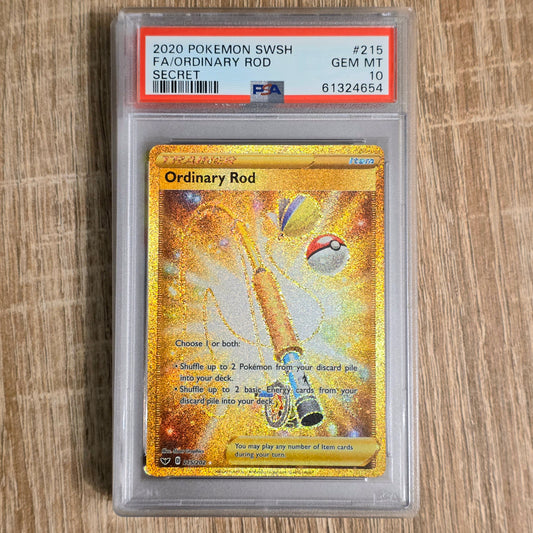 2020 POKEMON SWSH #215
FA/ORDINARY ROD GEM MT
SECRET 10
PSA 61324654
TRAINER Item
Ordinary Rod
Choose 1 or both:
• Shuffle up to 2 Pokémon from your discard pile
into your deck.
• Shuffle up to 2 basic Energy cards from your
discard pile into your deck.
You may play any number of Item cards
during your turn.
215/202